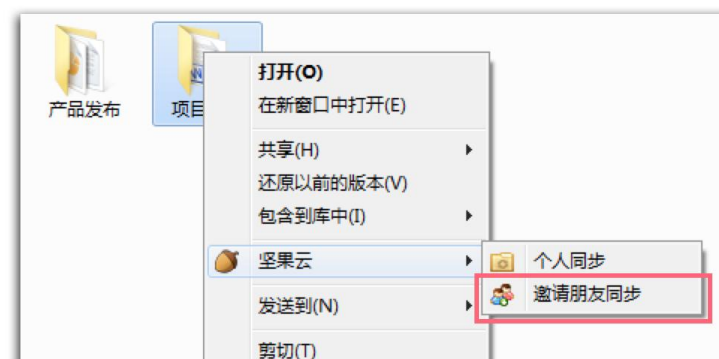 产品发布
项目
打开(O)
在新窗口中打开(E)
共享(H)
还原以前的版本(V)
包含到库中(I)
坚果云
个人同步
邀请朋友同步
发送到(N)
剪切(T)